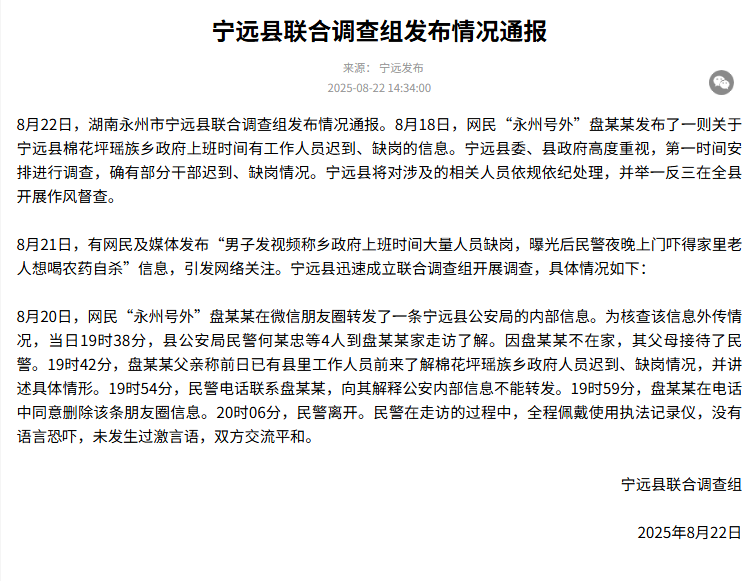 宁远县联合调查组发布情况通报
来源： 宁远发布
2025-08-22 14:34:00
8月22日，湖南永州市宁远县联合调查组发布情况通报。8月18日，网民“永州号外”盘某某发布了一则关于
宁远县棉花坪瑶族乡政府上班时间有工作人员迟到、缺岗的信息。宁远县委、县政府高度重视，第一时间安
排进行调查，确有部分干部迟到、缺岗情况。宁远县将对涉及的相关人员依规依纪处理，并举一反三在全县
开展作风督查。
8月21日，有网民及媒体发布“男子发视频称乡政府上班时间大量人员缺岗，曝光后民警夜晚上门吓得家里老
人想喝农药自杀”信息，引发网络关注。宁远县迅速成立联合调查组开展调查，具体情况如下：
8月20日，网民“永州号外”盘某某在微信朋友圈转发了一条宁远县公安局的内部信息。为核查该信息外传情
况，当日19时38分，县公安局民警何某忠等4人到盘某某家走访了解。因盘某某不在家，其父母接待了民
警。19时42分，盘某某父亲称前日已有县里工作人员前来了解棉花坪瑶族乡政府人员迟到、缺岗情况，并讲
述具体情形。19时54分，民警电话联系盘某某，向其解释公安内部信息不能转发。19时59分，盘某某在电话
中同意删除该条朋友圈信息。20时06分，民警离开。民警在走访的过程中，全程佩戴使用执法记录仪，没有
语言恐吓，未发生过激言语，双方交流平和。
宁远县联合调查组
2025年8月22日